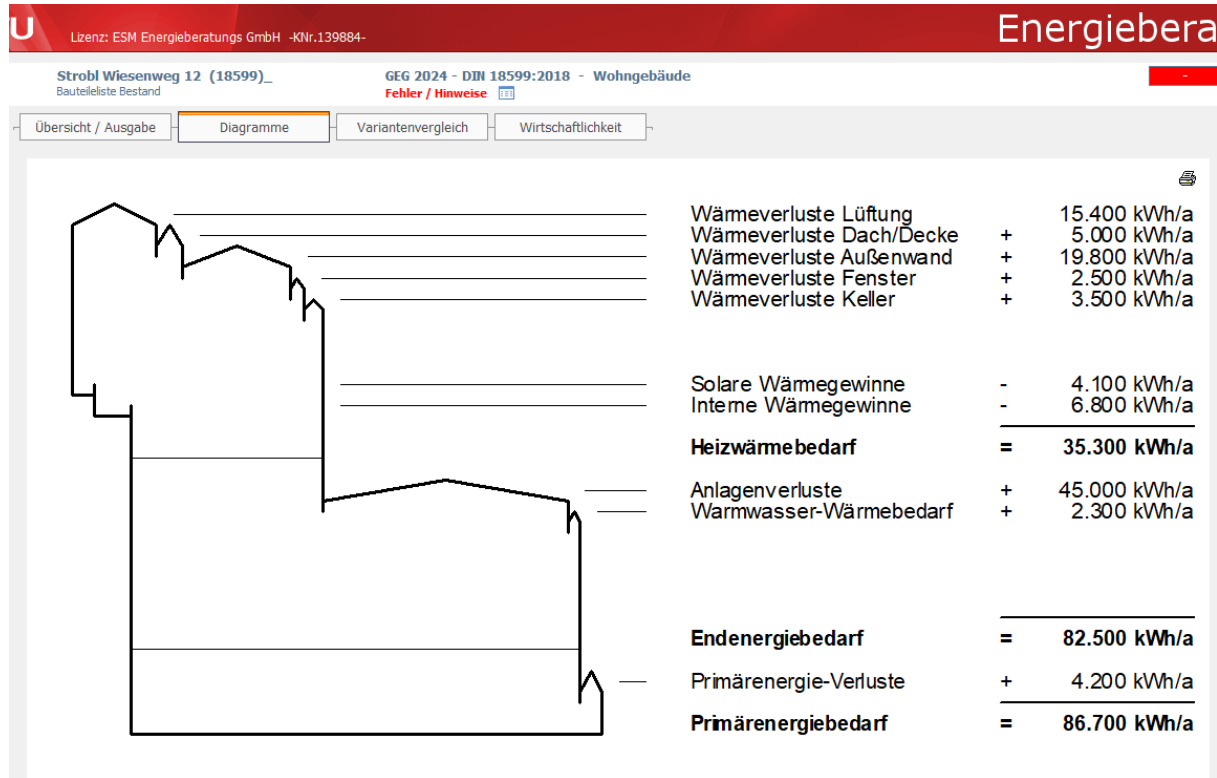 U Lizenz: ESM Energieberatungs GmbH -KNr.139884- Energiebera
Strobl Wiesenweg 12 (18599)_ GEG 2024 - DIN 18599:2018 - Wohngebäude -
Bauteileliste Bestand Fehler / Hinweise
Übersicht / Ausgabe Diagramme Variantenvergleich Wirtschaftlichkeit
Wärmeverluste Lüftung 15.400 kWh/a
Wärmeverluste Dach/Decke + 5.000 kWh/a
Wärmeverluste Außenwand + 19.800 kWh/a
Wärmeverluste Fenster + 2.500 kWh/a
Wärmeverluste Keller + 3.500 kWh/a
Solare Wärmegewinne - 4.100 kWh/a
Interne Wärmegewinne - 6.800 kWh/a
Heizwärmebedarf = 35.300 kWh/a
Anlagenverluste + 45.000 kWh/a
Warmwasser-Wärmebedarf + 2.300 kWh/a
Endenergiebedarf = 82.500 kWh/a
Primärenergie-Verluste + 4.200 kWh/a
Primärenergiebedarf = 86.700 kWh/a